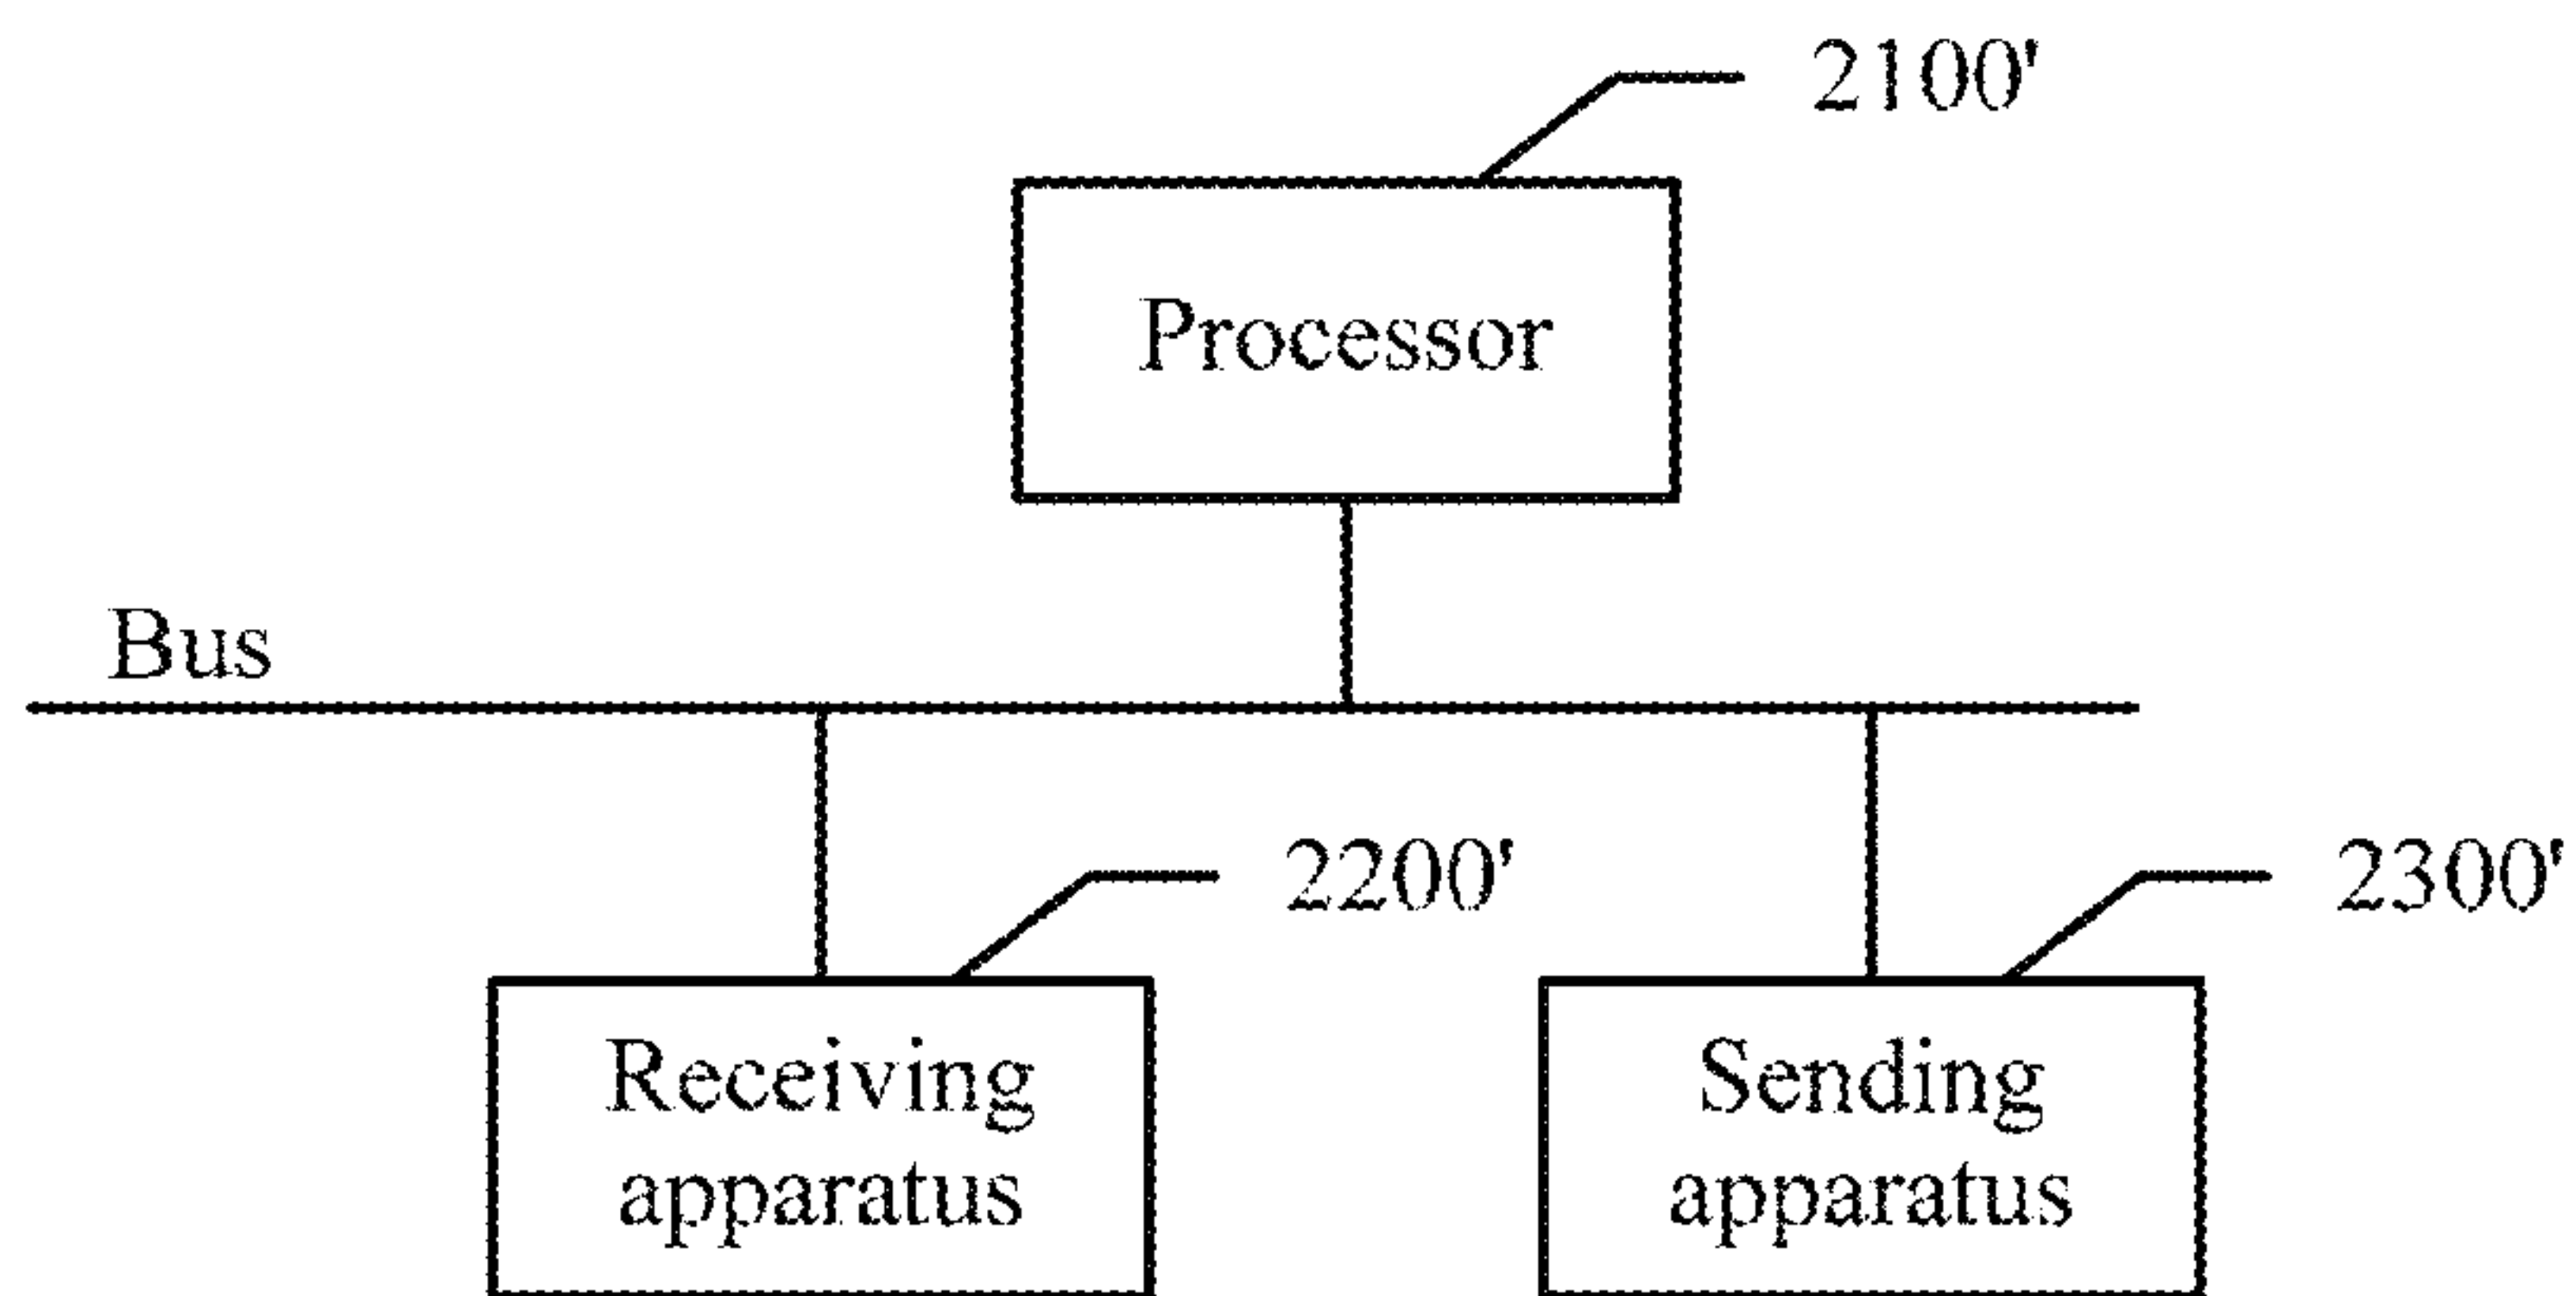 2100'
Processor
Bus
2200'
2300'
Receiving
apparatus
Sending
apparatus